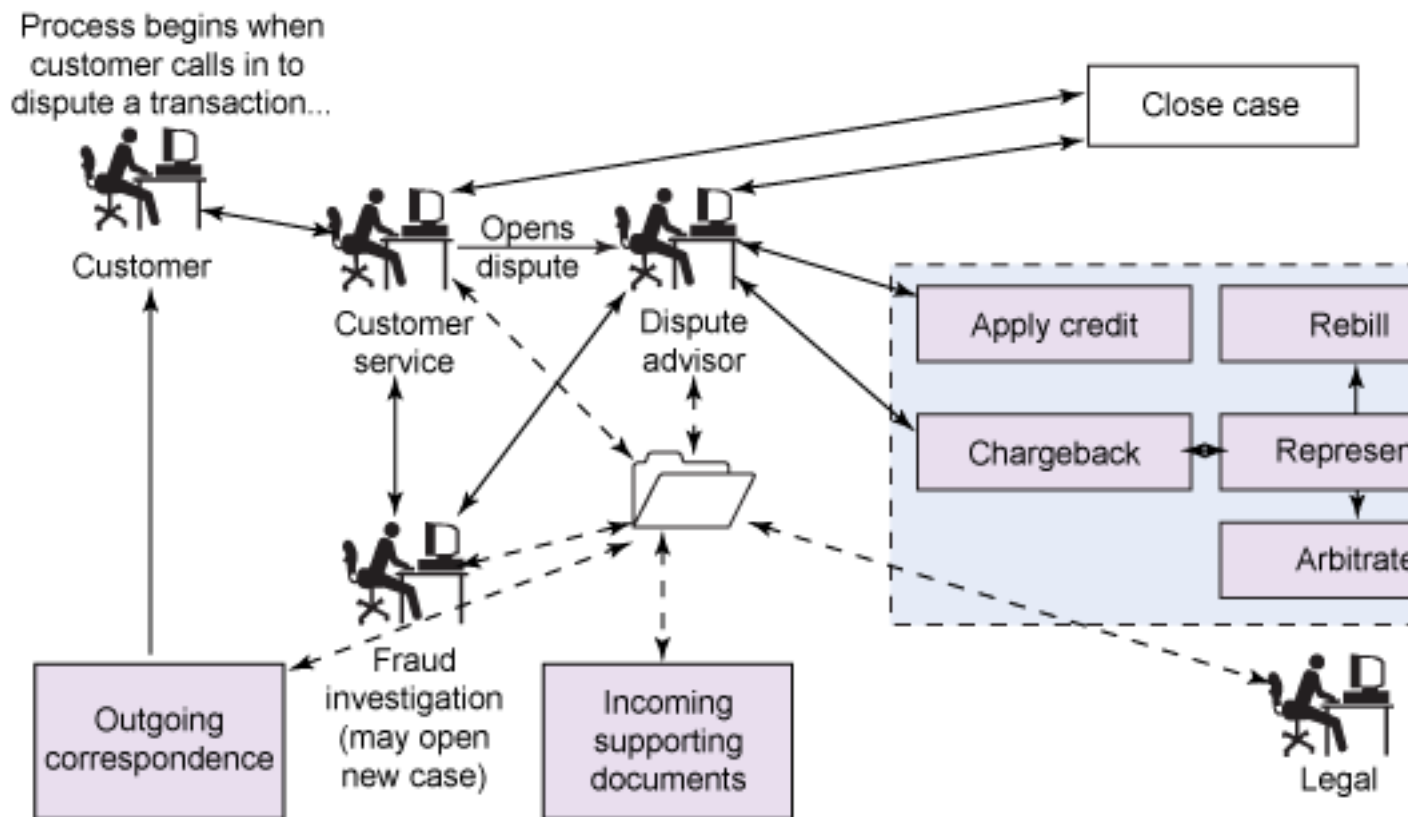 Process begins when
customer calls in to
dispute a transaction...
Close case
Customer
Opens
dispute
Customer
service
Dispute
advisor
Apply credit
Rebill
Chargeback
Represen
Arbitrate
Outgoing
correspondence
Fraud
investigation
(may open
new case)
Incoming
supporting
documents
Legal